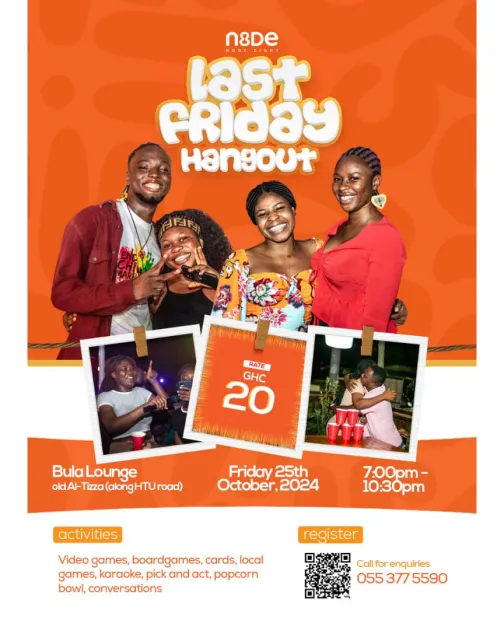 n8De
NODE EIGHT
Last
FRIDAY
Hangout
RATE
GHC
20
Bula Lounge
old Al-Tizza (along HTU road)
Friday 25th
October, 2024
7:00pm -
10:30pm
activities
Video games, boardgames, cards, local
games, karaoke, pick and act, popcorn
bowl, conversations
register
Call for enquiries
055 377 5590